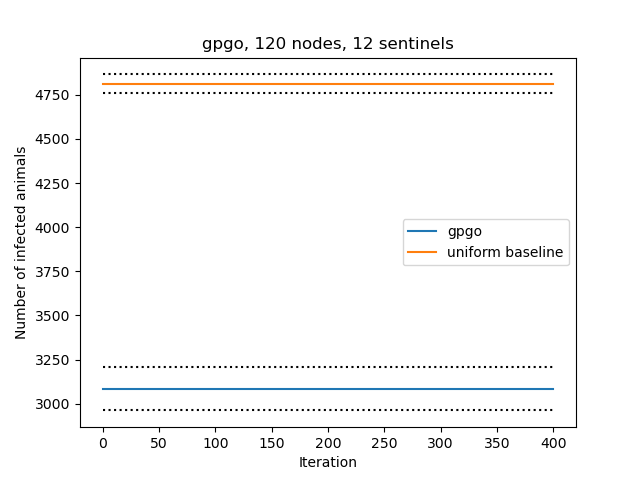 gpgo, 120 nodes, 12 sentinels
Number of infected animals
4750
4500
4250
4000
3750
3500
3250
3000
gpgo
uniform baseline
0 50 100 150 200 250 300 350 400
Iteration